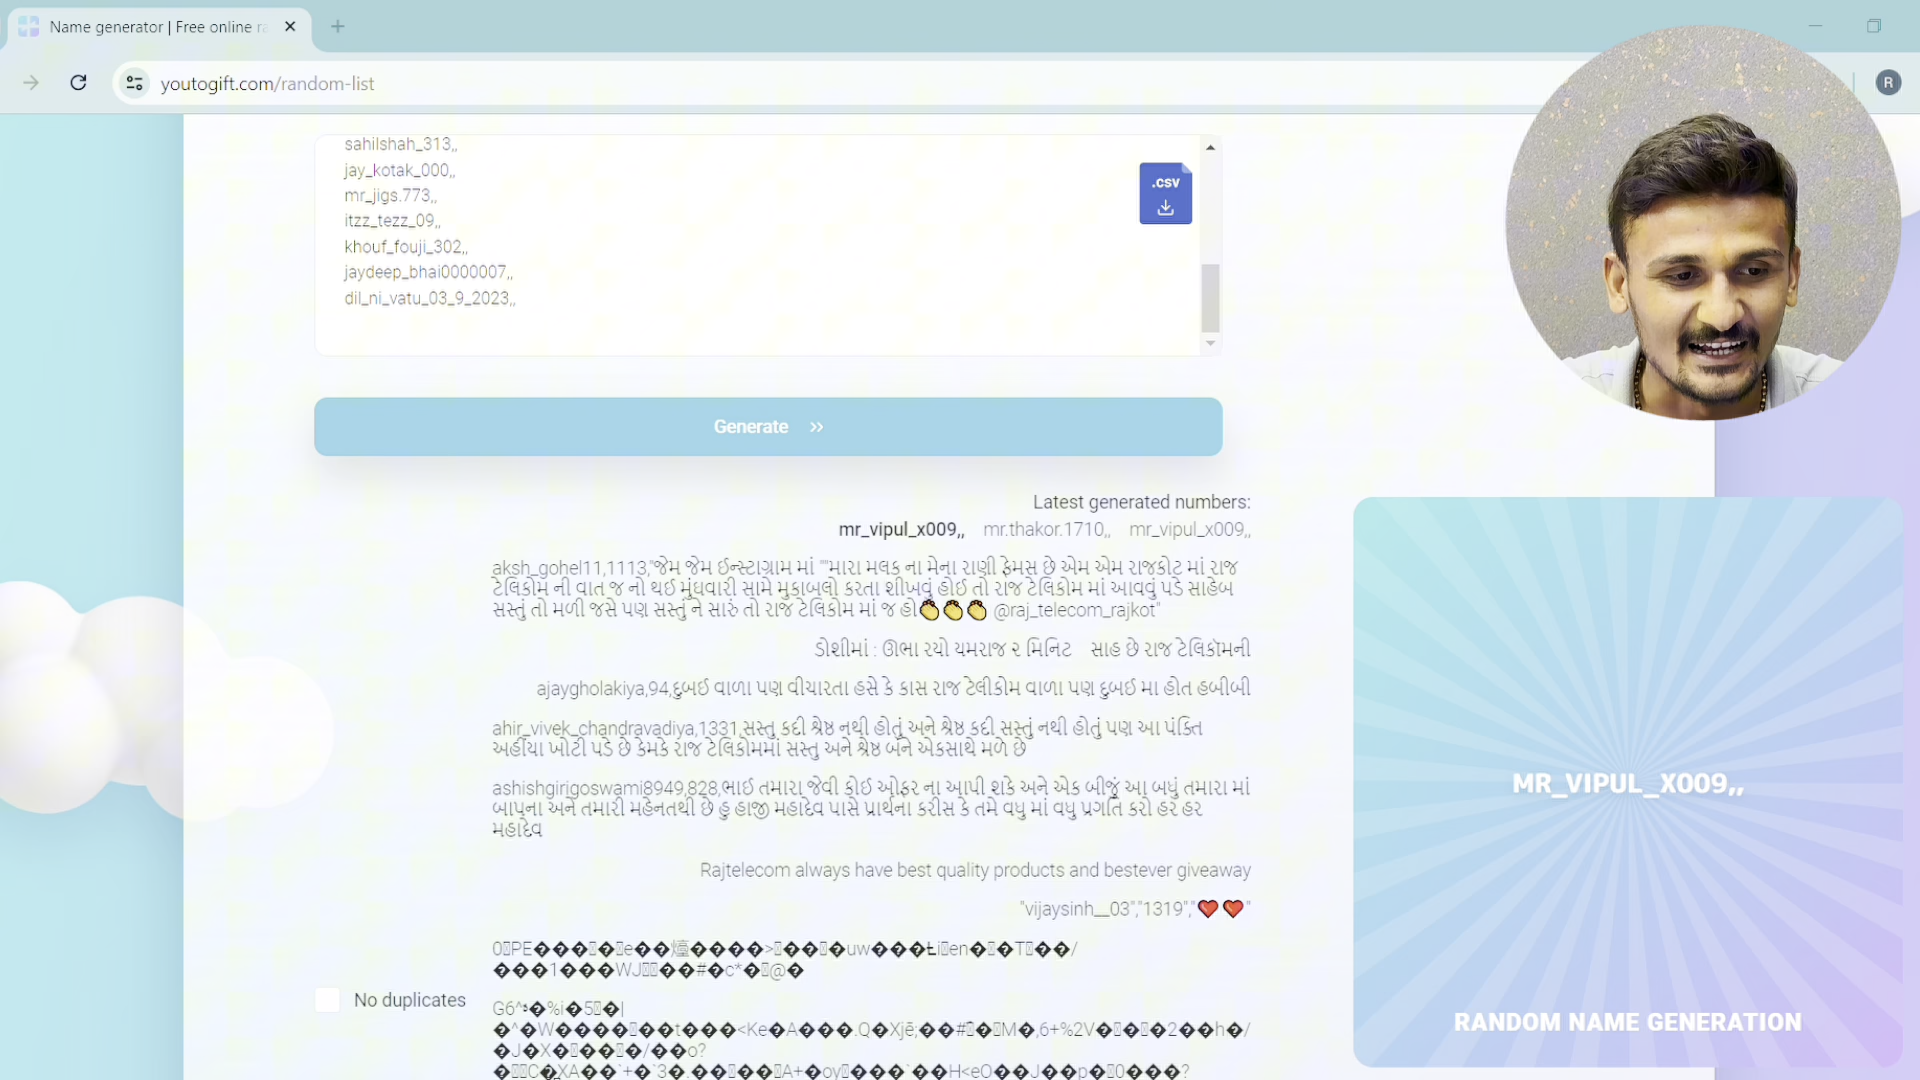 Name generator | Free online ra
youtogift.com/random-list
R
sahilshah_313,,
jay_kotak_000,,
mr_jigs.773,,
itzz_tezz_09,,
khouf_fouji_302,,
jaydeep_bhai0000007,,
dil_ni_vatu_03_9_2023,,
.csv
Generate
Latest generated numbers:
mr_vipul_x009,, mr.thakor.1710,, mr_vipul_x009,,
aksh_gohel11,1113,"જેમ જેમ ઈન્સ્ટાગ્રામ માં ""મારા મલક ના મેના રાણી ફેમસ છે એમ એમ રાજકોટ માં રાજ
ટેલિકોમ ની વાત જ નો થઈ મુંઘવારી સામે મુકાબલો કરતા શીખવું હોઈ તો રાજ ટેલિકોમ માં આવવું પડે સાહેબ
સસ્તું તો મળી જસે પણ સસ્તું ને સારું તો રાજ ટેલિકોમ માં જ હો👏👏👏 @raj_telecom_rajkot"
ડોશીમાં : ઊભા રયો યમરાજ ૨ મિનિટ સાહ છે રાજ ટેલિકૉમની
ajaygholakiya,94,દુબઈ વાળા પણ વીચારતા હસે કે કાસ રાજ ટેલીકોમ વાળા પણ દુબઈ મા હોત હબીબી
ahir_vivek_chandravadiya,1331,સસ્તુ કદી શ્રેષ્ઠ નથી હોતું અને શ્રેષ્ઠ કદી સસ્તું નથી હોતું પણ આ પંક્તિ
અહીંયા ખોટી પડે છે કેમકે રાજ ટેલિકોમમાં સસ્તુ અને શ્રેષ્ઠ બંને એકસાથે મળે છે
ashishgirigoswami8949,828,ભાઈ તમારા જેવી કોઈ ઓફર ના આપી શકે અને એક બીજું આ બધું તમારા માં
બાપના અને તમારી મહેનતથી છે હુ હાજી મહાદેવ પાસે પ્રાર્થના કરીસ કે તમે વધુ માં વધુ પ્રગતિ કરો હર હર
મહાદેવ
Rajtelecom always have best quality products and bestever giveaway
"vijaysinh__03","1319","❤️❤️"
No duplicates
MR_VIPUL_X009,,
RANDOM NAME GENERATION